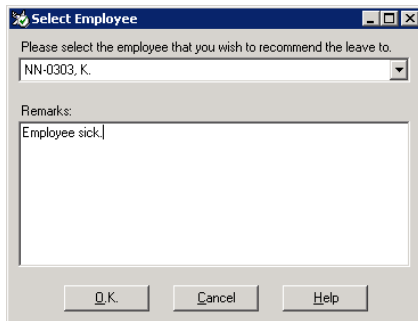 Select Employee
Please select the employee that you wish to recommend the leave to.
NN-0303, K.
Remarks:
Employee sick.
O.K.
Cancel
Help